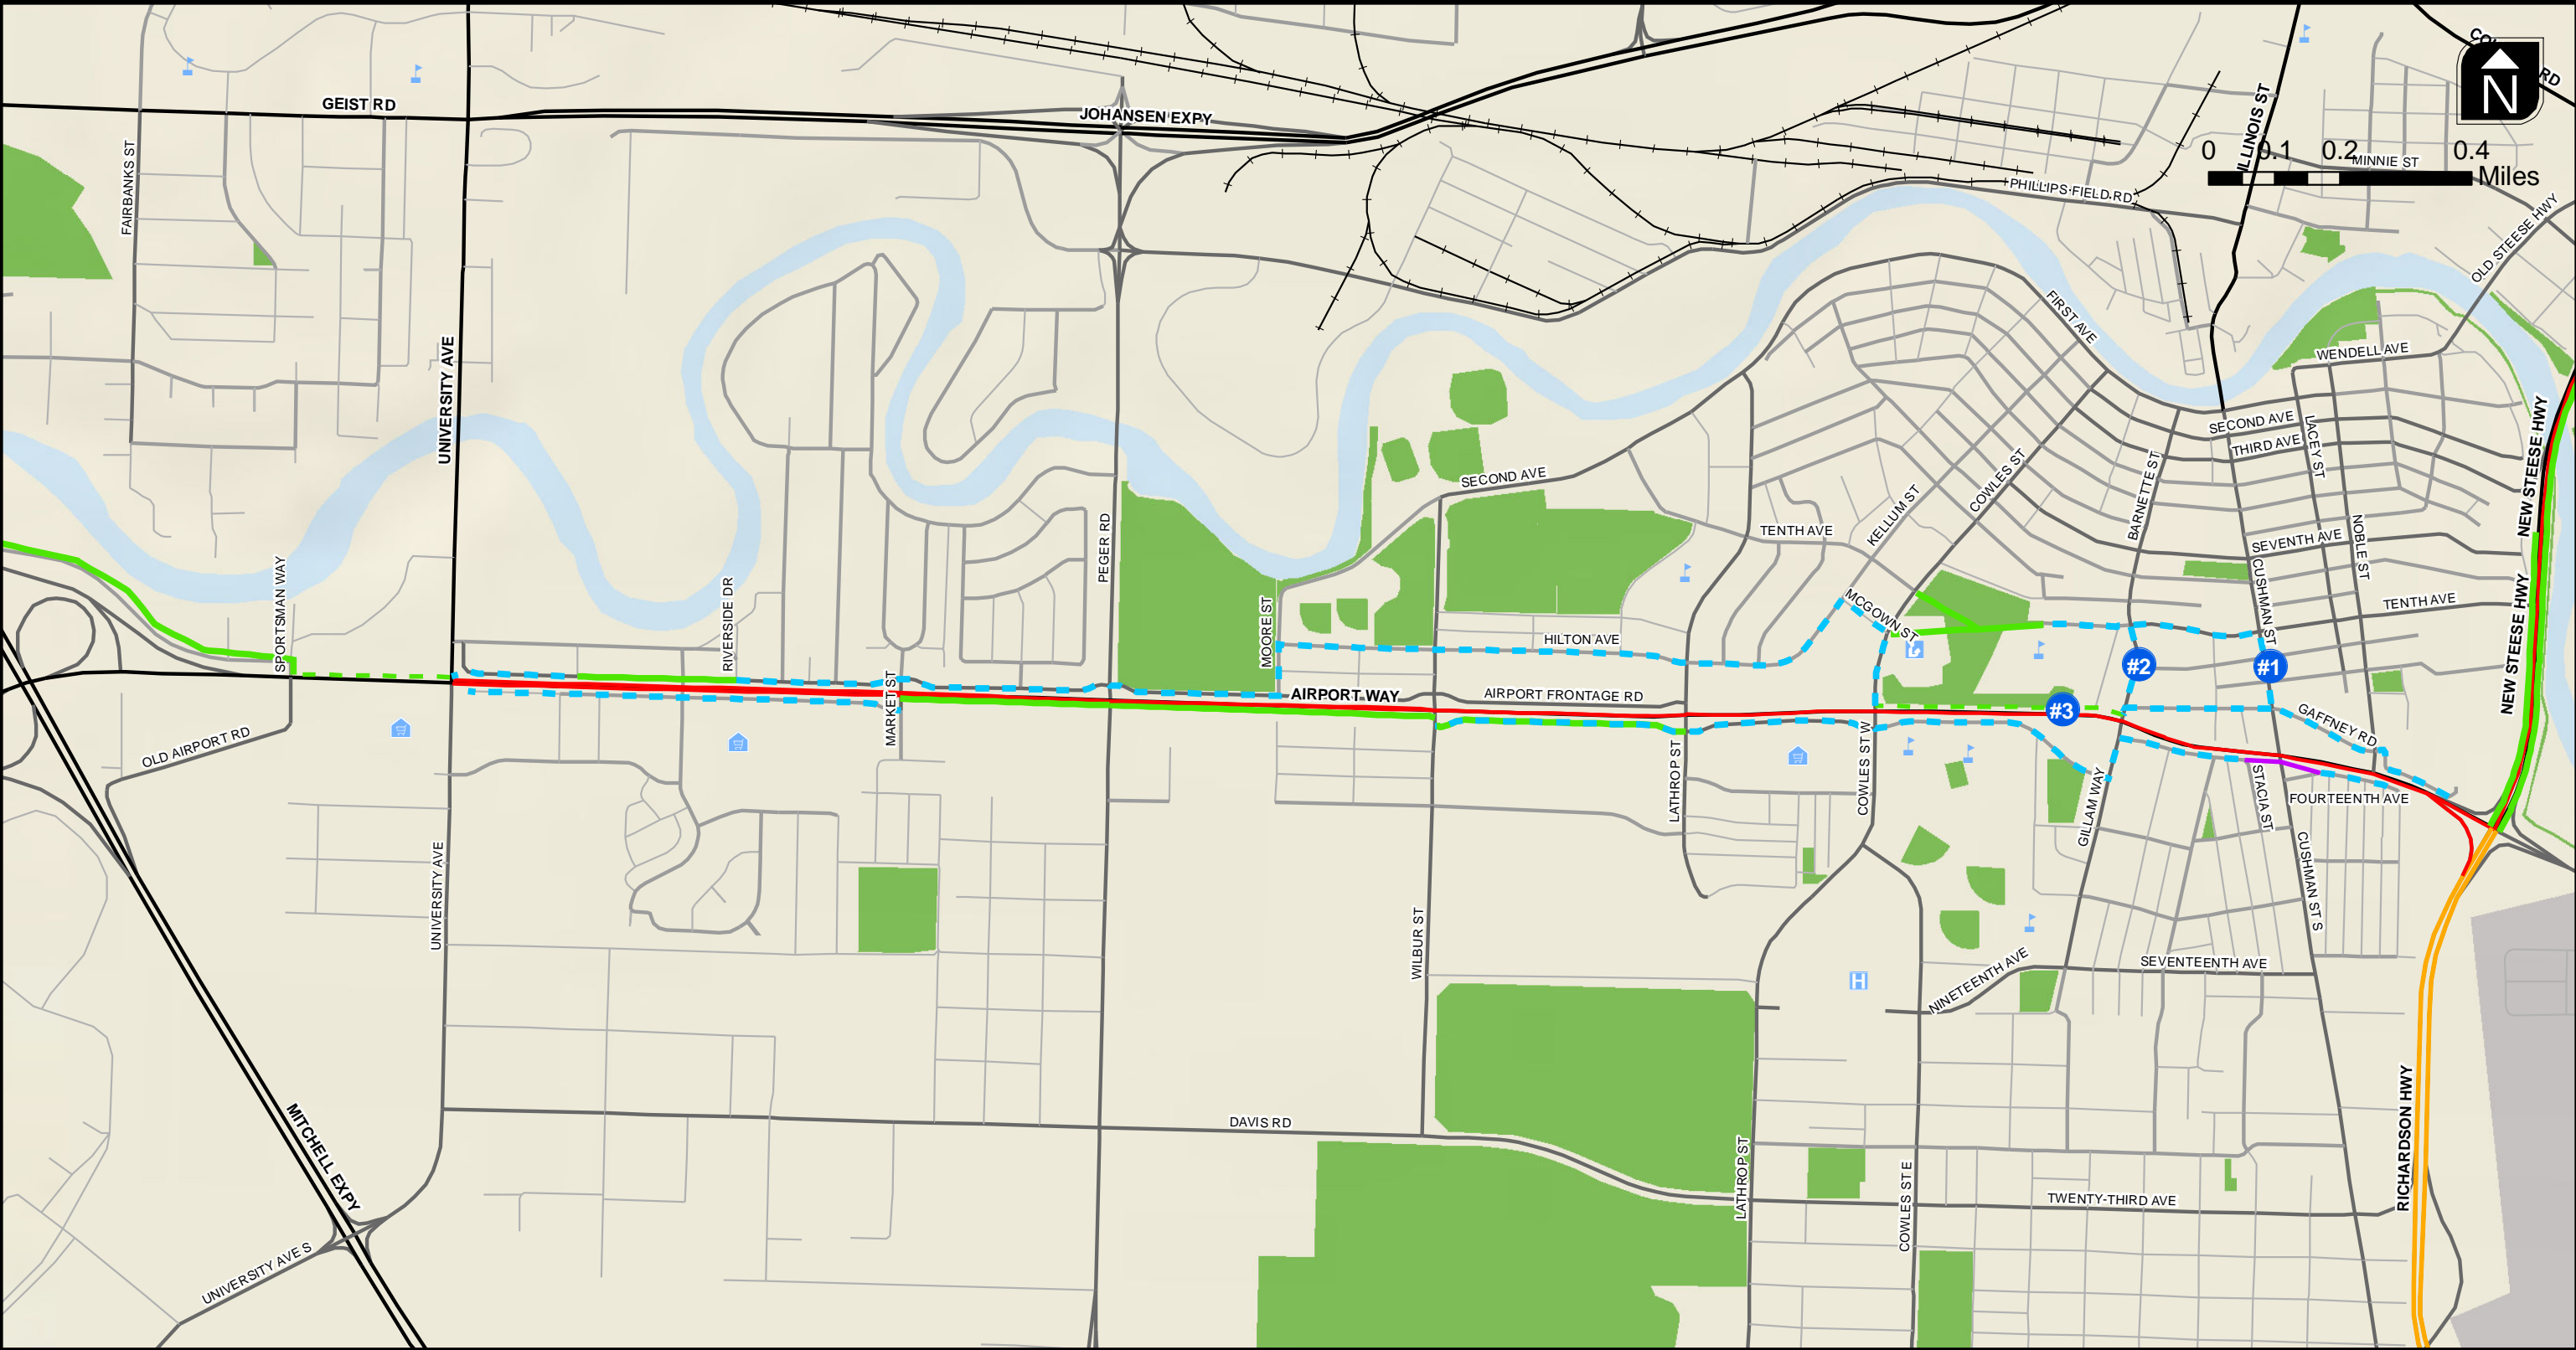 COL
RD
N
GEIST RD
JOHANSEN EXPY
ILLINOIS ST
0 0.1 0.2 0.4
Miles
MINNIE ST
PHILLIPS FIELD RD
FAIRBANKS ST
OLD STEESE HWY
FIRST AVE
UNIVERSITY AVE
WENDELL AVE
SECOND AVE
THIRD AVE
LACEY ST
NEW STEESE HWY
SECOND AVE
COWLES ST
KELLUM ST
BARNETTE ST
TENTH AVE
SEVENTH AVE
NOBLE ST
PEGER RD
SPORTSMAN WAY
RIVERSIDE DR
MOORE ST
HILTON AVE
MCGOWN ST
CUSHMAN ST
TENTH AVE
NEW STEESE HWY
#2
#1
MARKET ST
AIRPORT WAY
AIRPORT FRONTAGE RD
#3
GAFFNEY RD
OLD AIRPORT RD
LATHROP ST
COWLES ST W
GILLAM WAY
STACIA ST
FOURTEENTH AVE
CUSHMAN ST S
UNIVERSITY AVE
WILBUR ST
H
NINETEENTH AVE
SEVENTEENTH AVE
MITCHELL EXPY
DAVIS RD
LATHROP ST
COWLES ST E
TWENTY-THIRD AVE
RICHARDSON HWY
UNIVERSITY AVE S